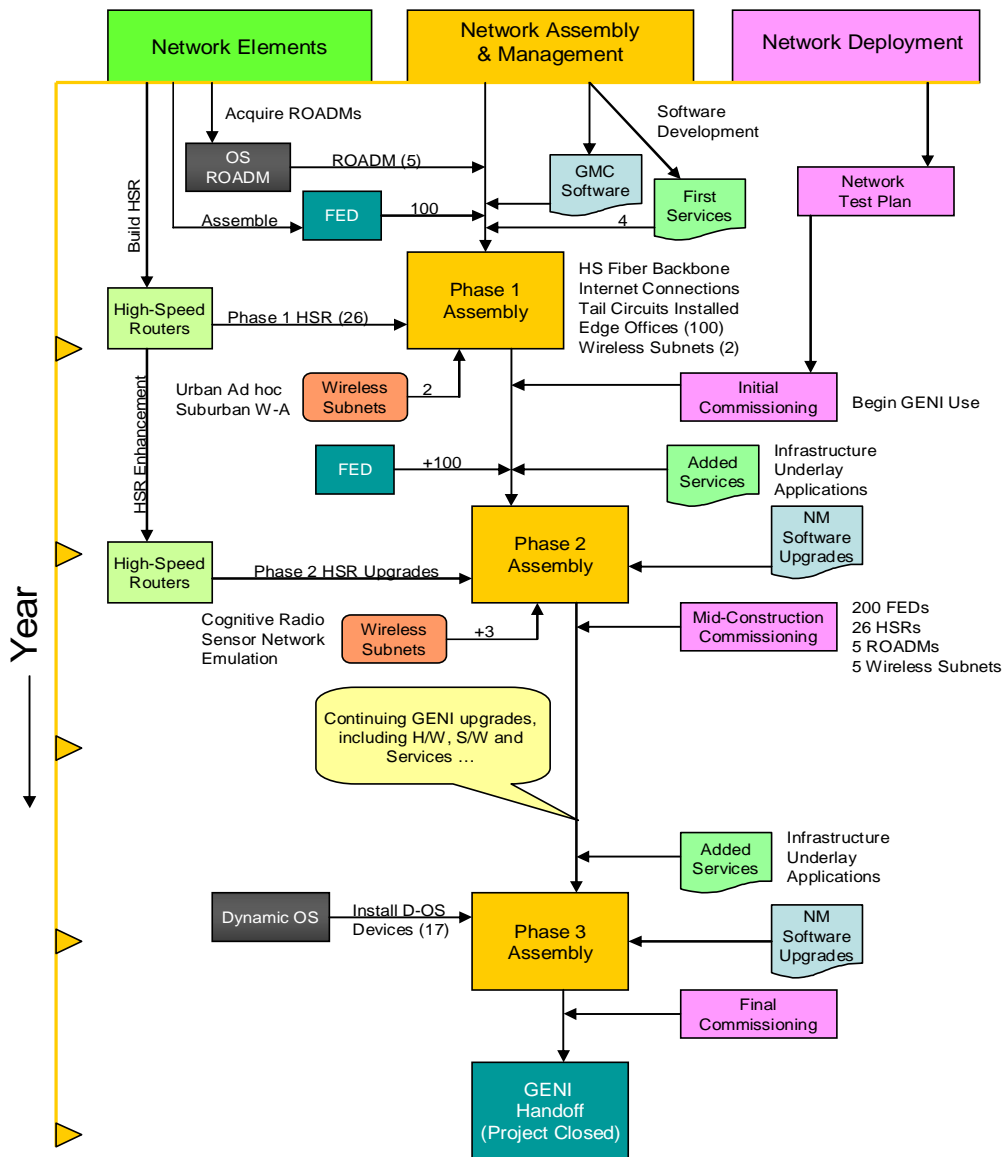 Network Elements
Network Assembly
& Management
Network Deployment
Acquire ROADMs
Software
Development
OS
ROADM
ROADM (5)
GMC
Software
First
Services
Network
Test Plan
Build HSR
Assemble
FED
100
4
Phase 1
Assembly
HS Fiber Backbone
Internet Connections
Tail Circuits Installed
Edge Offices (100)
Wireless Subnets (2)
High-Speed
Routers
Phase 1 HSR (26)
Urban Ad hoc
Suburban W-A
Wireless
Subnets
2
Initial
Commissioning
Begin GENI Use
HSR Enhancement
FED
+100
Added
Services
Infrastructure
Underlay
Applications
Phase 2
Assembly
NM
Software
Upgrades
High-Speed
Routers
Phase 2 HSR Upgrades
Cognitive Radio
Sensor Network
Emulation
Wireless
Subnets
+3
Mid-Construction
Commissioning
200 FEDs
26 HSRs
5 ROADMs
5 Wireless Subnets
Year
Continuing GENI upgrades,
including H/W, S/W and
Services …
Added
Services
Infrastructure
Underlay
Applications
Dynamic OS
Install D-OS
Devices (17)
Phase 3
Assembly
NM
Software
Upgrades
Final
Commissioning
GENI
Handoff
(Project Closed)